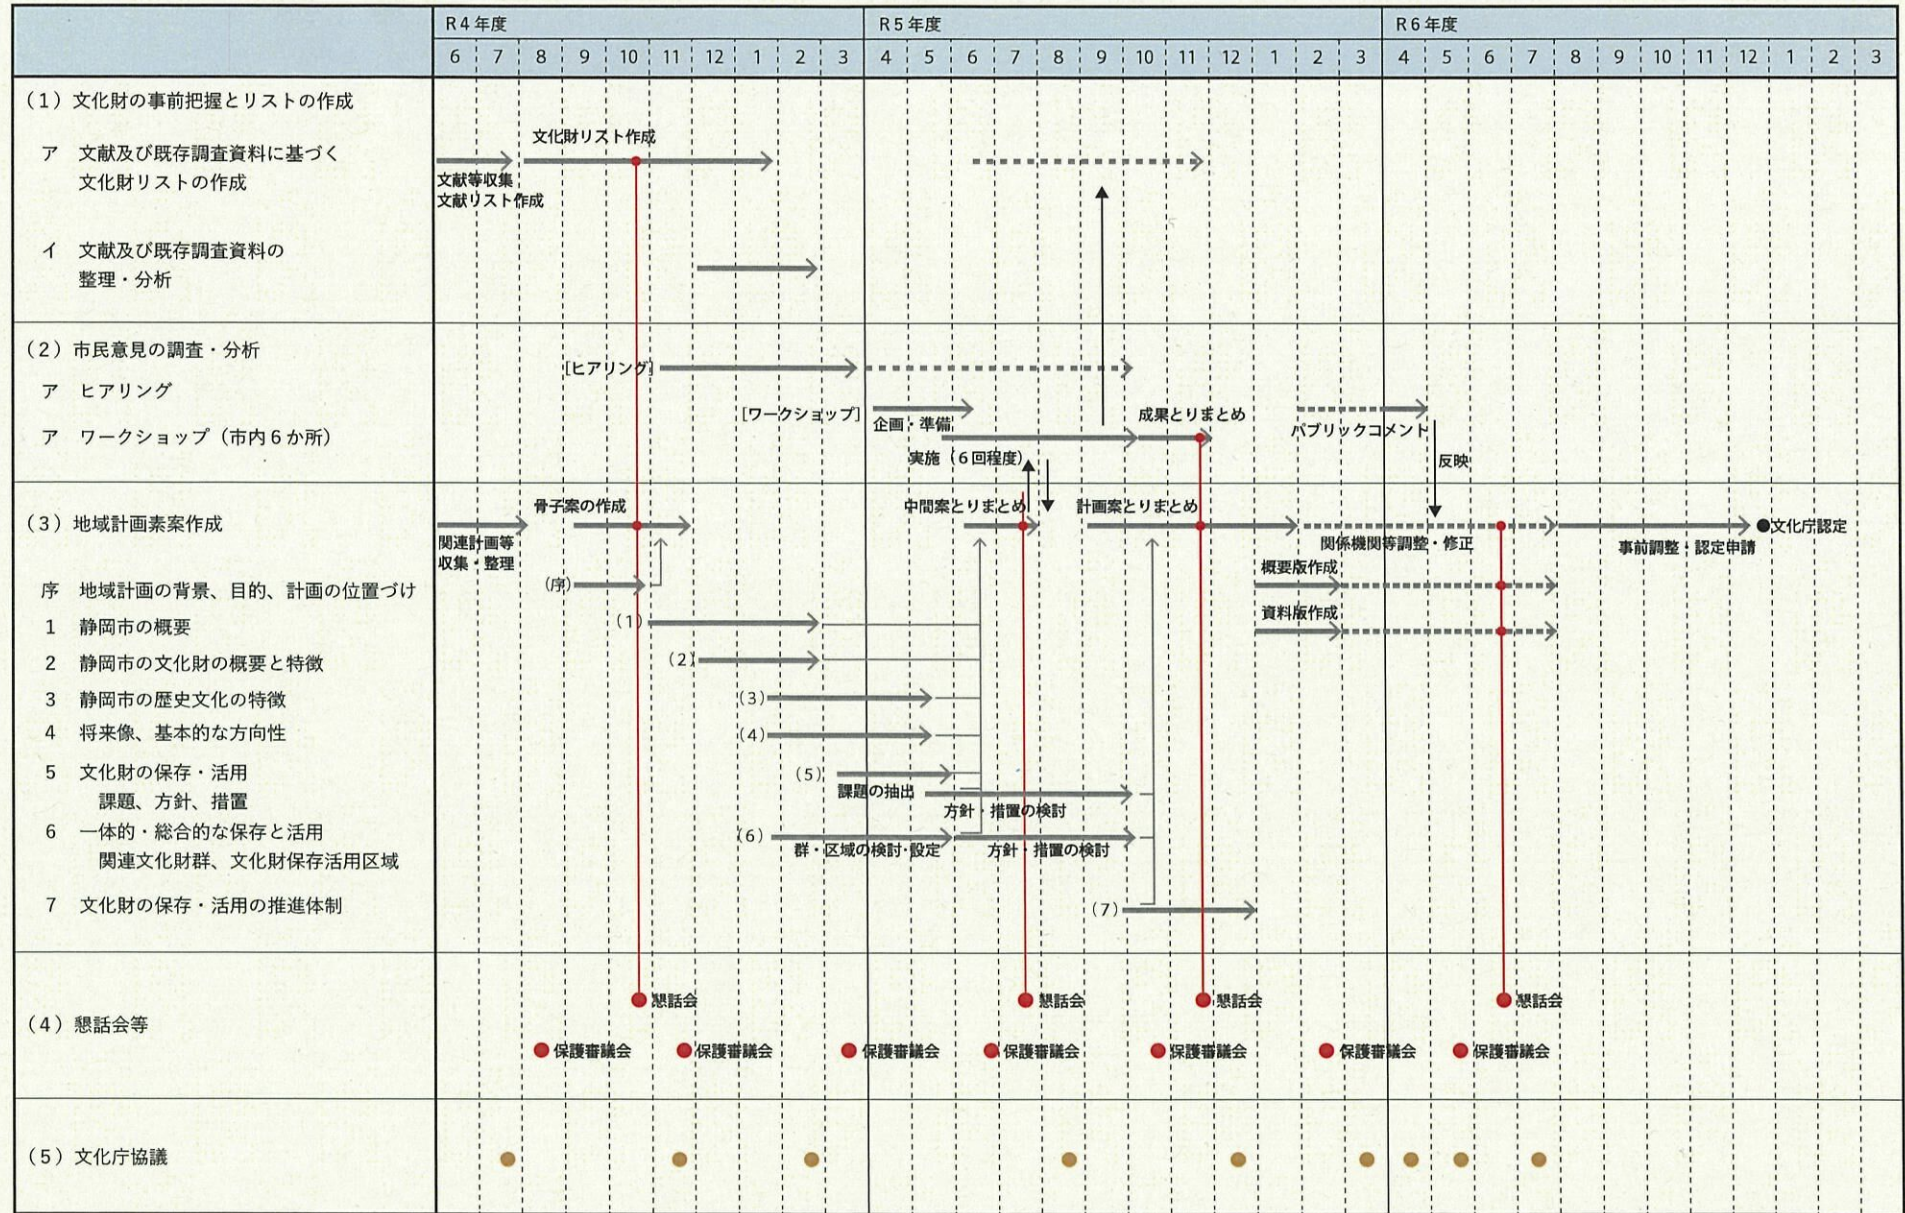 R4年度 R5年度 R6年度
6 7 8 9 10 11 12 1 2 3 4 5 6 7 8 9 10 11 12 1 2 3 4 5 6 7 8 9 10 11 12 1 2 3
(1)文化財の事前把握とリストの作成
文化財リスト作成
ア 文献及び既存調査資料に基づく
文化財リストの作成
文献等収集
文献リスト作成
イ 文献及び既存調査資料の
整理・分析
(2)市民意見の調査・分析
[ヒアリング]
ア ヒアリング
[ワークショップ]
企画・準備
成果とりまとめ
パブリックコメント
ア ワークショップ(市内6か所)
実施(6回程度)
反映
骨子案の作成
中間案とりまとめ
計画案とりまとめ
(3)地域計画素案作成
文化庁認定
関連計画等
収集・整理
関係機関等調整・修正
事前調整・認定申請
概要版作成
序 地域計画の背景、目的、計画の位置づけ
(序)
資料版作成
1 静岡市の概要
(1)
2 静岡市の文化財の概要と特徴
(2)
3 静岡市の歴史文化の特徴
(3)
4 将来像、基本的な方向性
(4)
5 文化財の保存・活用
(5)
課題の抽出
課題、方針、措置
方針・措置の検討
6 一体的・総合的な保存と活用
(6)
群・区域の検討・設定
方針・措置の検討
関連文化財群、文化財保存活用区域
7 文化財の保存・活用の推進体制
(7)
懇話会 懇話会 懇話会 懇話会
(4)懇話会等
保護審議会 保護審議会 保護審議会 保護審議会 保護審議会 保護審議会 保護審議会
(5)文化庁協議